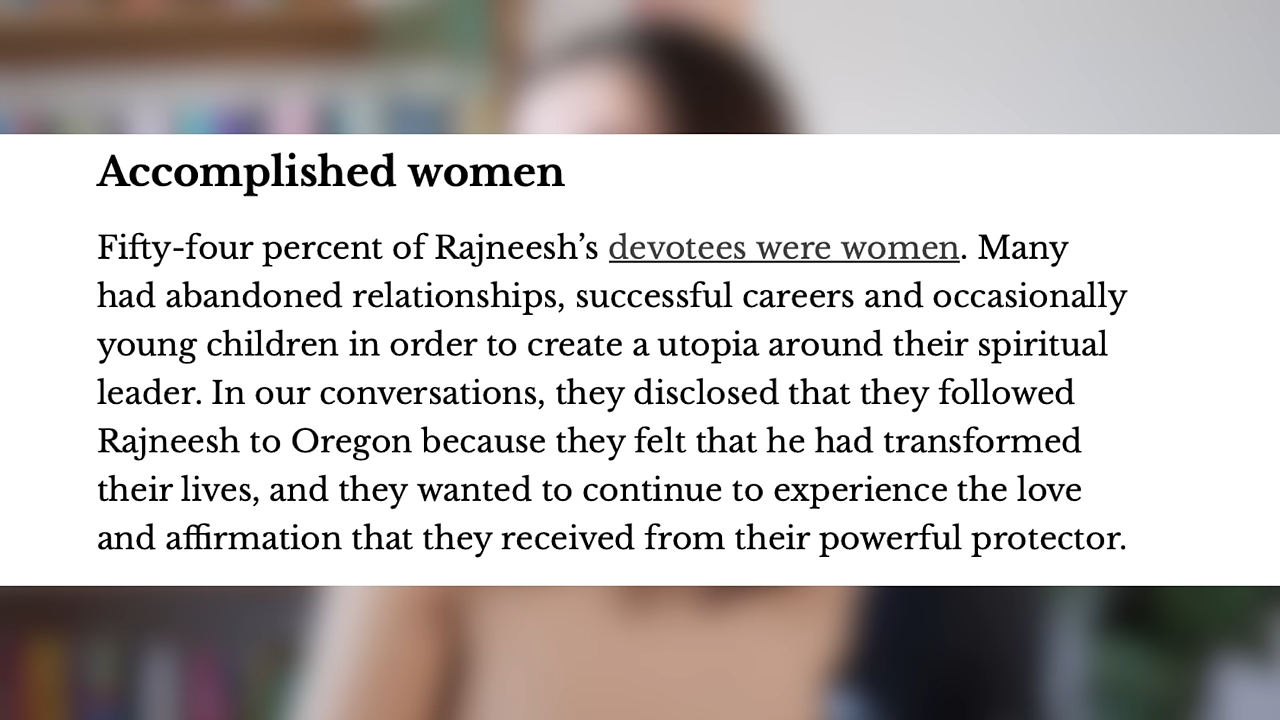 Accomplished women
Fifty-four percent of Rajneesh’s devotees were women. Many
had abandoned relationships, successful careers and occasionally
young children in order to create a utopia around their spiritual
leader. In our conversations, they disclosed that they followed
Rajneesh to Oregon because they felt that he had transformed
their lives, and they wanted to continue to experience the love
and affirmation that they received from their powerful protector.